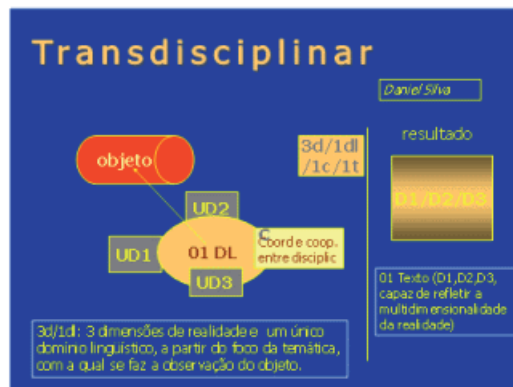 Transdisciplinar
Daniel Silva
objeto
3d/1dl
/1c/1t
resultado
UD2
D1/D2/D3
UD1
01 DL
C
Coord e coop.
entre disciplic
UD3
01 Texto (D1,D2,D3,
capaz de refletir a
multidimensionalidade
da realidade)
3d/1dl: 3 dimensões de realidade e um único
domínio lingüístico, a partir do foco da temática,
com a qual se faz a observação do objeto.